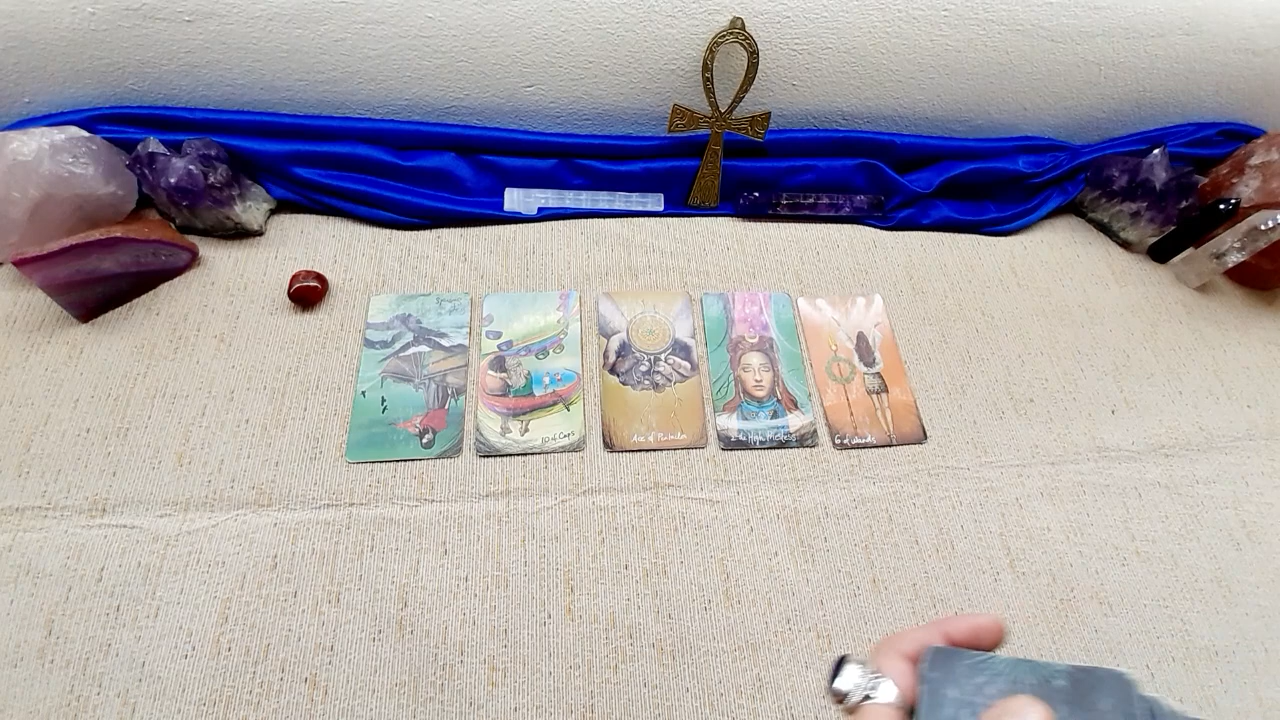 10 of Cups
Ace of Pentacles
The High Priestess
6 of Wands